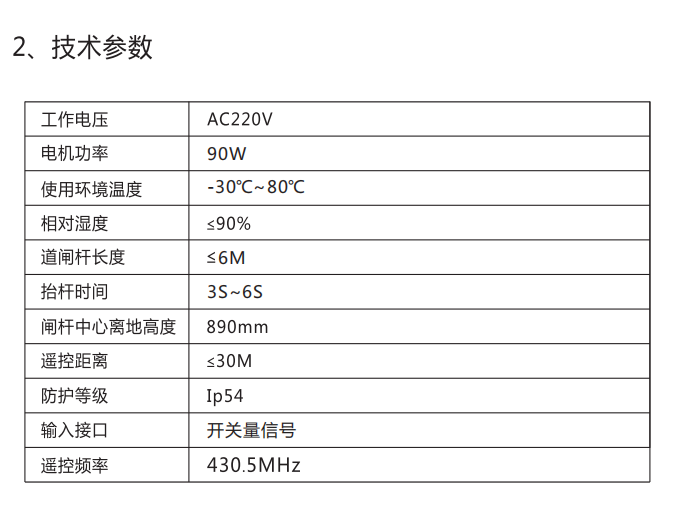 2、技术参数
工作电压 AC220V
电机功率 90W
使用环境温度 -30℃~80℃
相对湿度 ≤90%
道闸杆长度 ≤6M
抬杆时间 3S~6S
闸杆中心离地高度 890mm
遥控距离 ≤30M
防护等级 Ip54
输入接口 开关量信号
遥控频率 430.5MHz